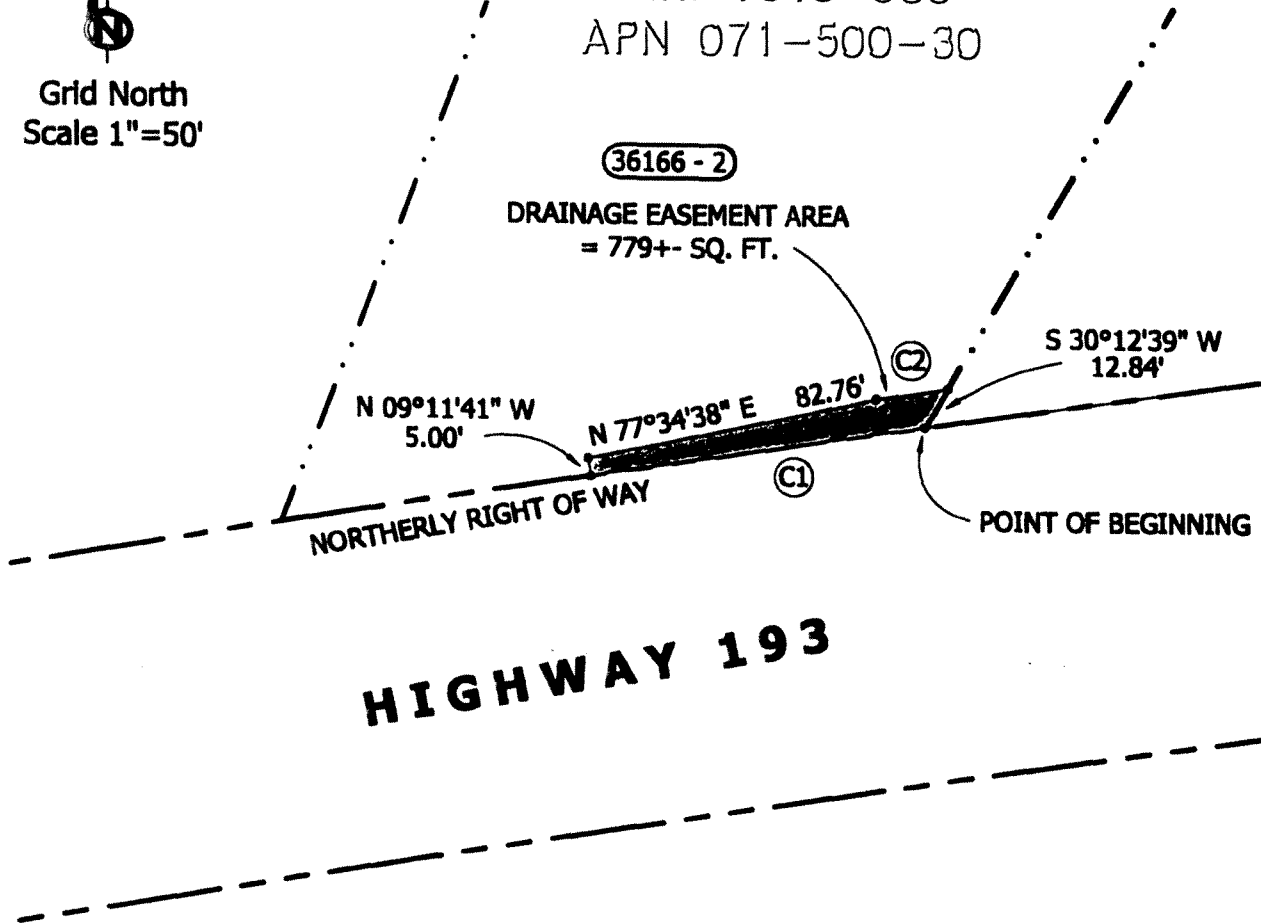 N
Grid North
Scale 1"=50'
APN 071-500-30
36166 - 2
DRAINAGE EASEMENT AREA
= 779+- SQ. FT.
C2
S 30°12'39" W
12.84'
N 09°11'41" W
5.00'
N 77°34'38" E 82.76'
C1
NORTHERLY RIGHT OF WAY
POINT OF BEGINNING
HIGHWAY 193